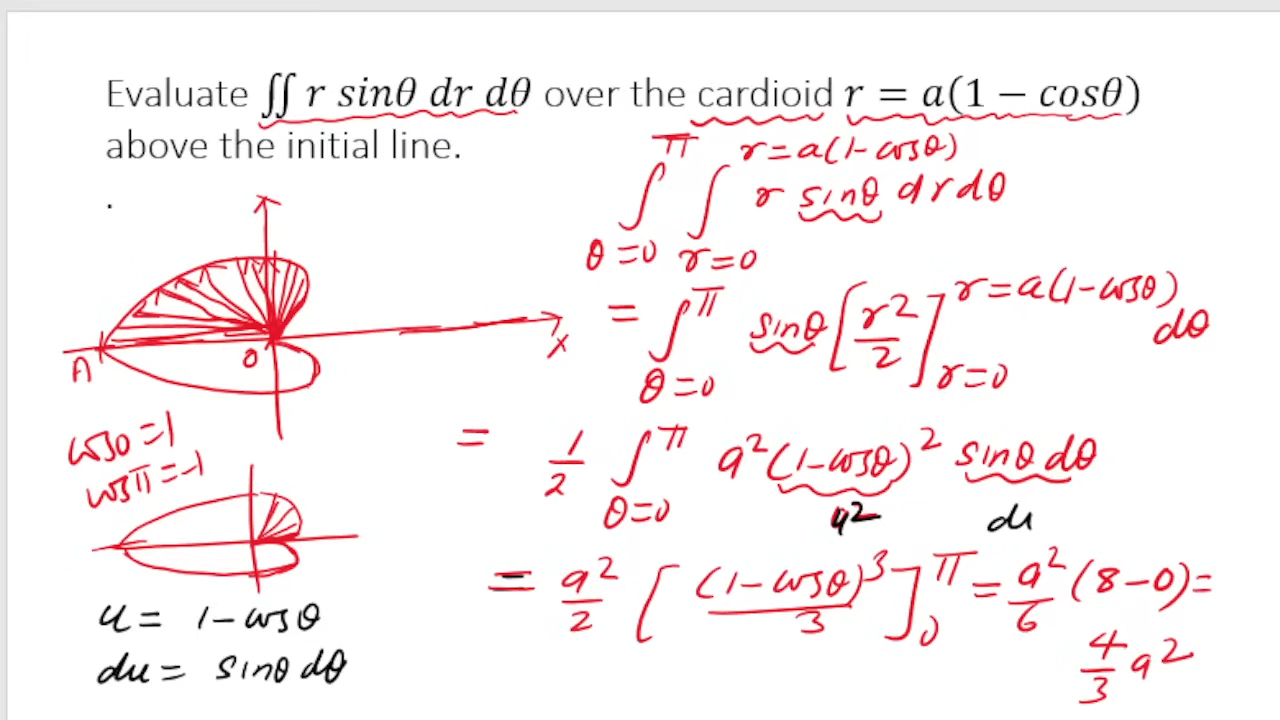 Evaluate ∬ r sinθ dr dθ over the cardioid r = a(1 − cosθ)
above the initial line.
.
π r=a(1-cosθ)
∫ ∫ r sinθ dr dθ
θ=0 r=0
= ∫ π sinθ [r2/2] r=a(1-cosθ) dθ
θ=0 r=0
A O X
cos0=1
cosπ=-1
= 1/2 ∫ π a2(1-cosθ)2 sinθ dθ
θ=0 u2 du
= a2/2 [(1-cosθ)3/3] π 0 = a2/6 (8-0) =
4/3 a2
u = 1-cosθ
du = sinθ dθ